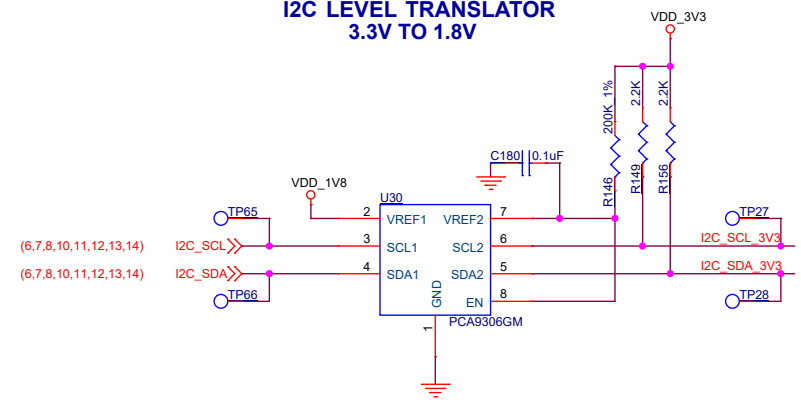 I2C LEVEL TRANSLATOR
3.3V TO 1.8V
VDD_3V3
200K 1%
2.2K
2.2K
C180
0.1uF
R146
R149
R156
VDD_1V8
U30
TP65
2
VREF1
VREF2
7
TP27
(6,7,8,10,11,12,13,14)
I2C_SCL
3
SCL1
SCL2
6
I2C_SCL_3V3
(6,7,8,10,11,12,13,14)
I2C_SDA
4
SDA1
SDA2
5
I2C_SDA_3V3
TP66
GND
EN
8
TP28
1
PCA9306GM